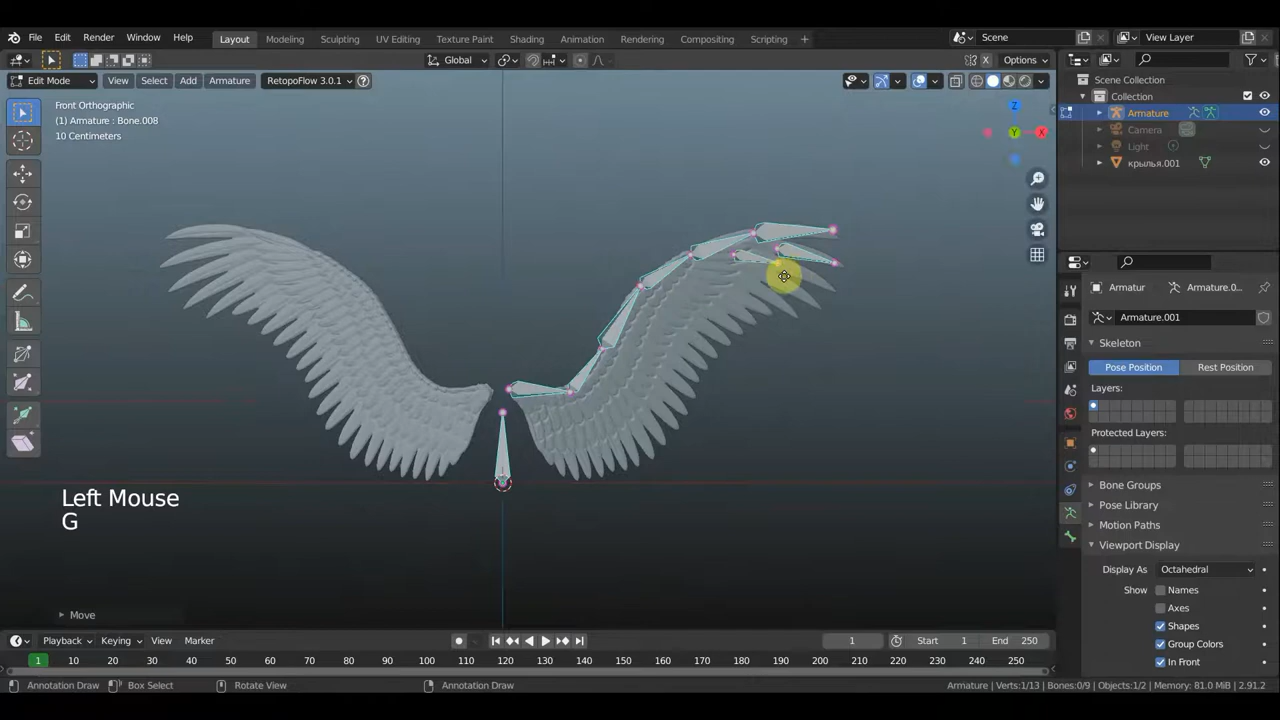 File Edit Render Window Help Layout Modeling Sculpting UV Editing Texture Paint Shading Animation Rendering Compositing Scripting + Scene View Layer
Global Options
Edit Mode View Select Add Armature RetopoFlow 3.0.1
Front Orthographic
(1) Armature : Bone.008
10 Centimeters
Z
Y
X
Scene Collection
Collection
Armature
Camera
Light
крылья.001
Armatur Armature.0...
Armature.001
Skeleton
Pose Position Rest Position
Layers:
Protected Layers:
Bone Groups
Pose Library
Motion Paths
Viewport Display
Display As Octahedral
Show Names
Axes
Shapes
Group Colors
In Front
Left Mouse
G
Move
Playback Keying View Marker 1 Start 1 End 250
1 10 20 30 40 50 60 70 80 90 100 110 120 130 140 150 160 170 180 190 200 210 220 230 240 250
Annotation Draw Box Select Rotate View Annotation Draw Armature | Verts:1/13 | Bones:0/9 | Objects:1/2 | Memory: 81.0 MiB | 2.91.2